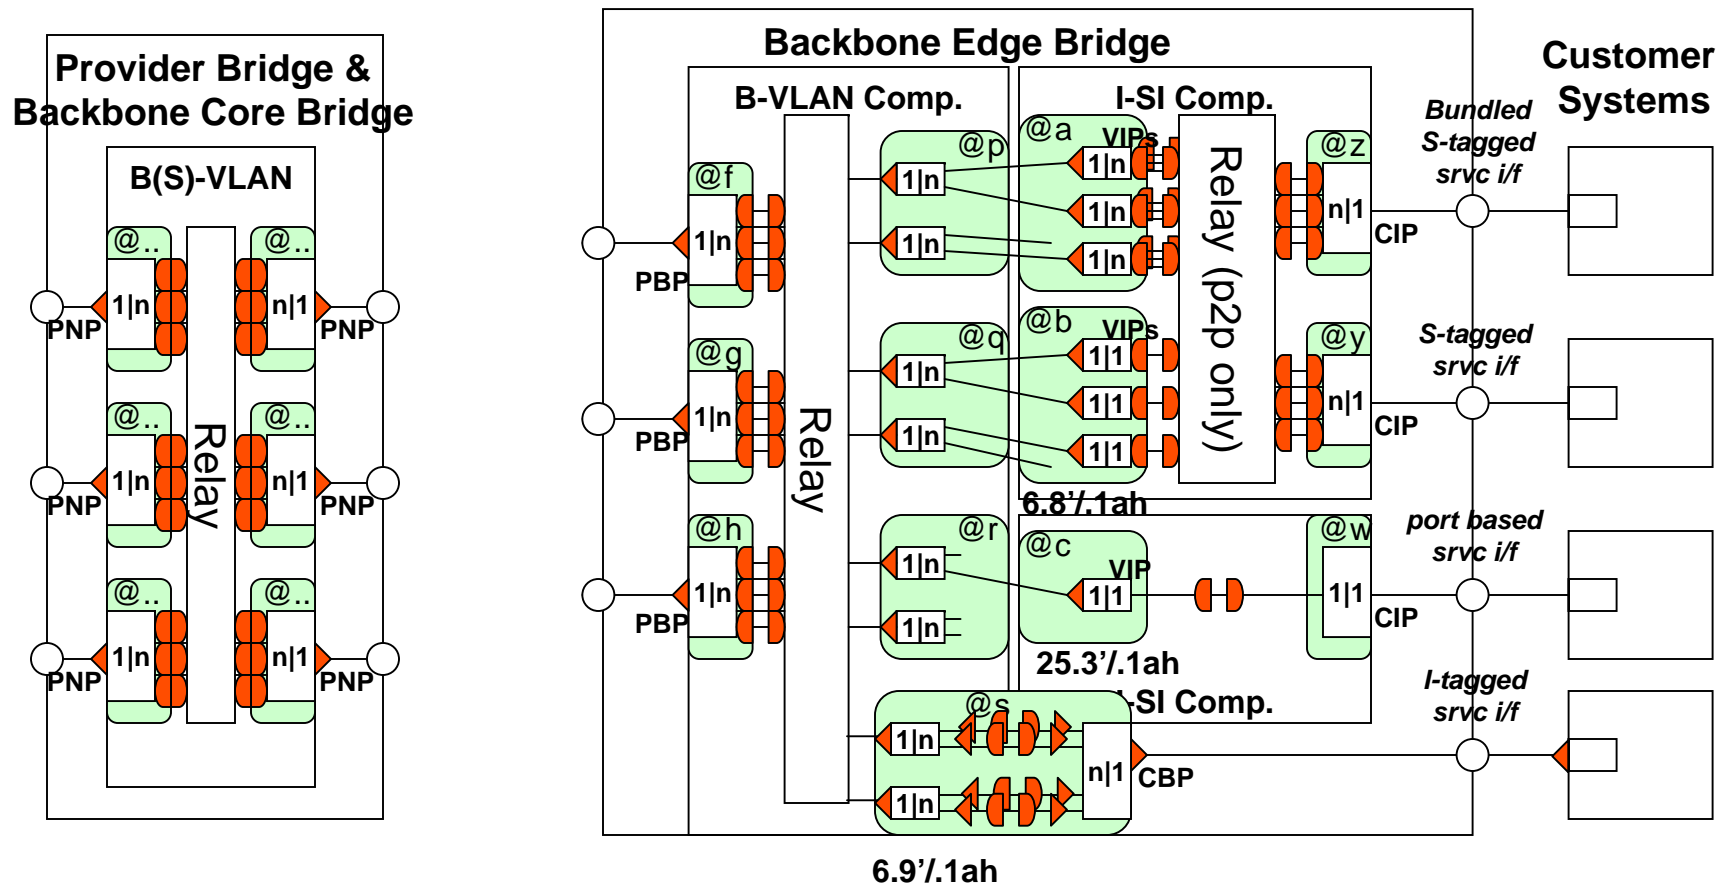 Provider Bridge &
Backbone Core Bridge
B(S)-VLAN
@..
1|n
PNP
@..
n|1
PNP
@..
1|n
PNP
@..
n|1
PNP
@..
1|n
PNP
@..
n|1
PNP
Relay
Backbone Edge Bridge
B-VLAN Comp.
@f
1|n
PBP
@g
1|n
PBP
@h
1|n
PBP
Relay
@p
1|n
1|n
@q
1|n
1|n
@r
1|n
1|n
@s
1|n
1|n
n|1
CBP
6.9’/.1ah
I-SI Comp.
@a
VIPs
1|n
1|n
1|n
@b
VIPs
1|1
1|1
1|1
Relay (p2p only)
@z
n|1
CIP
@y
n|1
CIP
6.8’/.1ah
@c
VIP
1|1
@w
1|1
CIP
25.3’/.1ah
-SI Comp.
Customer
Systems
Bundled
S-tagged
srvc i/f
S-tagged
srvc i/f
port based
srvc i/f
I-tagged
srvc i/f